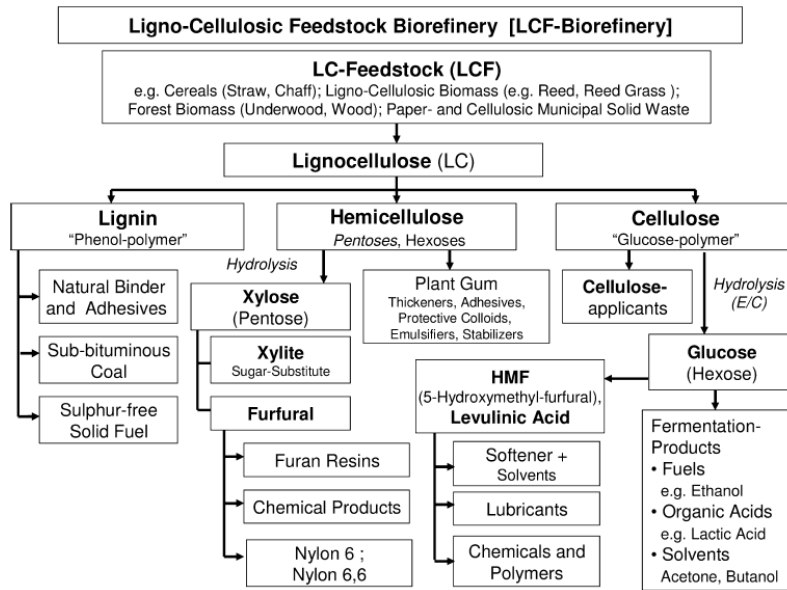 Ligno-Cellulosic Feedstock Biorefinery [LCF-Biorefinery]
LC-Feedstock (LCF)
e.g. Cereals (Straw, Chaff); Ligno-Cellulosic Biomass (e.g. Reed, Reed Grass );
Forest Biomass (Underwood, Wood); Paper- and Cellulosic Municipal Solid Waste
Lignocellulose (LC)
Lignin
"Phenol-polymer"
Hemicellulose
Pentoses, Hexoses
Cellulose
"Glucose-polymer"
Natural Binder
and Adhesives
Sub-bituminous
Coal
Sulphur-free
Solid Fuel
Hydrolysis
Xylose
(Pentose)
Xylite
Sugar-Substitute
Furfural
Furan Resins
Chemical Products
Nylon 6 ;
Nylon 6,6
Plant Gum
Thickeners, Adhesives,
Protective Colloids,
Emulsifiers, Stabilizers
Cellulose-
applicants
Hydrolysis
(E/C)
Glucose
(Hexose)
HMF
(5-Hydroxymethyl-furfural),
Levulinic Acid
Softener +
Solvents
Lubricants
Chemicals and
Polymers
Fermentation-
Products
• Fuels
e.g. Ethanol
• Organic Acids
e.g. Lactic Acid
• Solvents
Acetone, Butanol